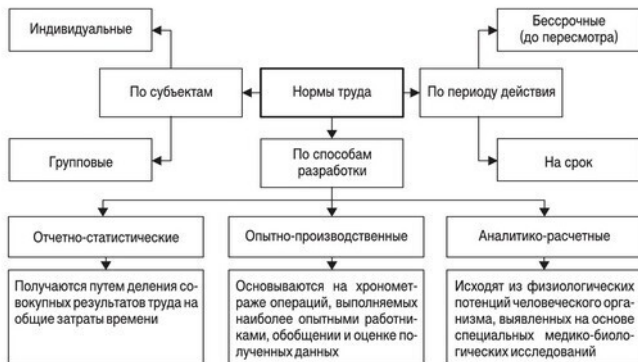 Индивидуальные
Бессрочные
(до пересмотра)
По субъектам
Нормы труда
По периоду действия
Групповые
По способам
разработки
На срок
Отчетно-статистические
Опытно-производственные
Аналитико-расчетные
Получаются путем деления со-
вокупных результатов труда на
общие затраты времени
Основываются на хрономет-
раже операций, выполняемых
наиболее опытными работни-
ками, обобщении и оценке по-
лученных данных
Исходят из физиологических
потенций человеческого орга-
низма, выявленных на основе
специальных медико-биоло-
гических исследований